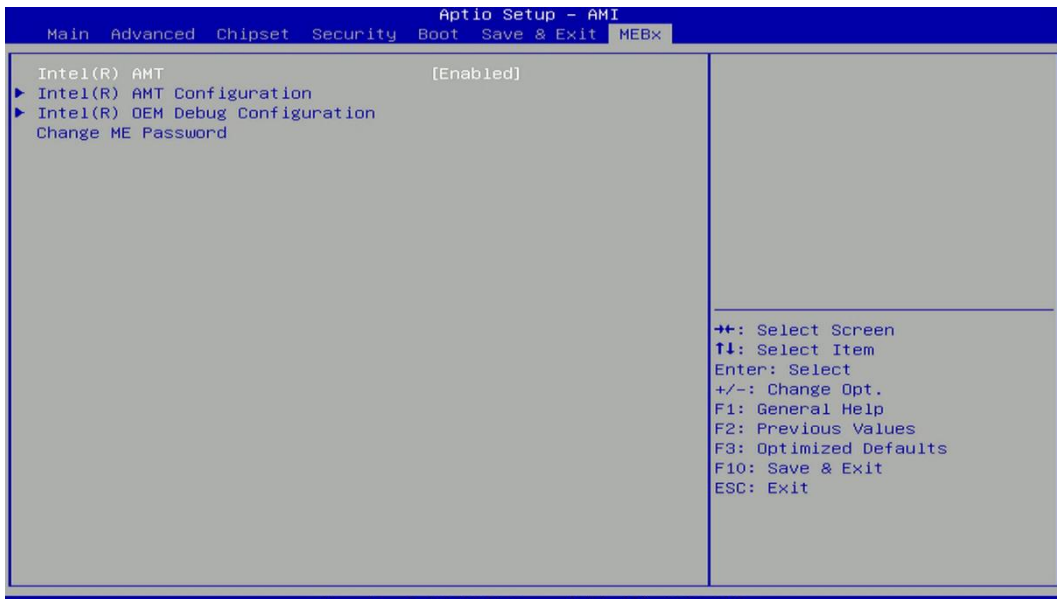 Aptio Setup – AMI
Main Advanced Chipset Security Boot Save & Exit MEBx
Intel(R) AMT [Enabled]
▶ Intel(R) AMT Configuration
▶ Intel(R) OEM Debug Configuration
Change ME Password
→←: Select Screen
↑↓: Select Item
Enter: Select
+/-: Change Opt.
F1: General Help
F2: Previous Values
F3: Optimized Defaults
F10: Save & Exit
ESC: Exit